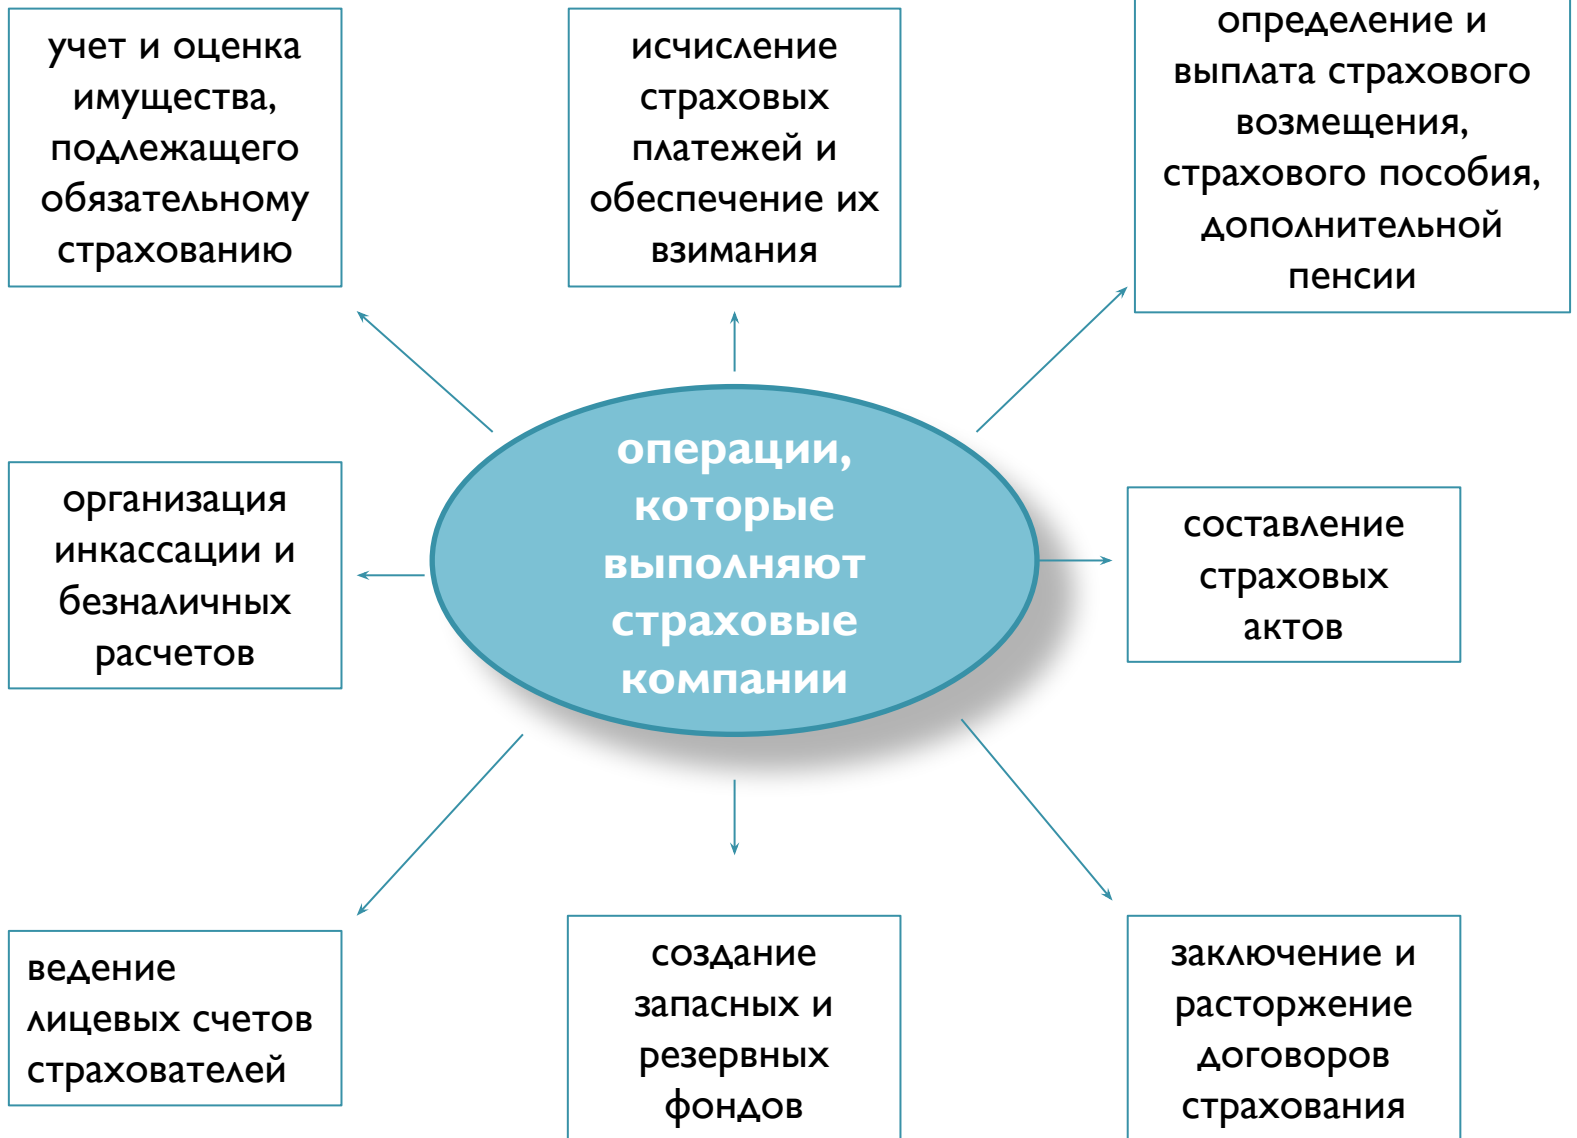 учет и оценка
имущества,
подлежащего
обязательному
страхованию
исчисление
страховых
платежей и
обеспечение их
взимания
определение и
выплата страхового
возмещения,
страхового пособия,
дополнительной
пенсии
операции,
которые
выполняют
страховые
компании
организация
инкассации и
безналичных
расчетов
составление
страховых
актов
ведение
лицевых счетов
страхователей
создание
запасных и
резервных
фондов
заключение и
расторжение
договоров
страхования